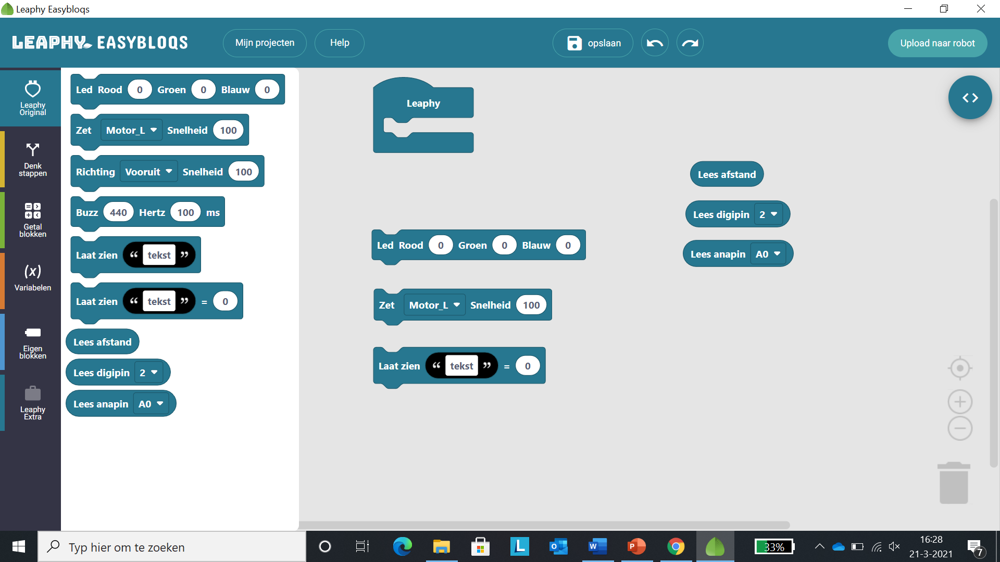 Leaphy Easybloqs
LEAPHY EASYBLOQS
Mijn projecten
Help
opslaan
Upload naar robot
Leaphy
Original
Denk
stappen
Getal
blokken
(x)
Variabelen
Eigen
blokken
Leaphy
Extra
Led Rood 0 Groen 0 Blauw 0
Zet Motor_L Snelheid 100
Richting Vooruit Snelheid 100
Buzz 440 Hertz 100 ms
Laat zien “ tekst ”
Laat zien “ tekst ” = 0
Lees afstand
Lees digipin 2
Lees anapin A0
Leaphy
Led Rood 0 Groen 0 Blauw 0
Zet Motor_L Snelheid 100
Laat zien “ tekst ” = 0
Lees afstand
Lees digipin 2
Lees anapin A0
Typ hier om te zoeken
33%
16:28
21-3-2021
7